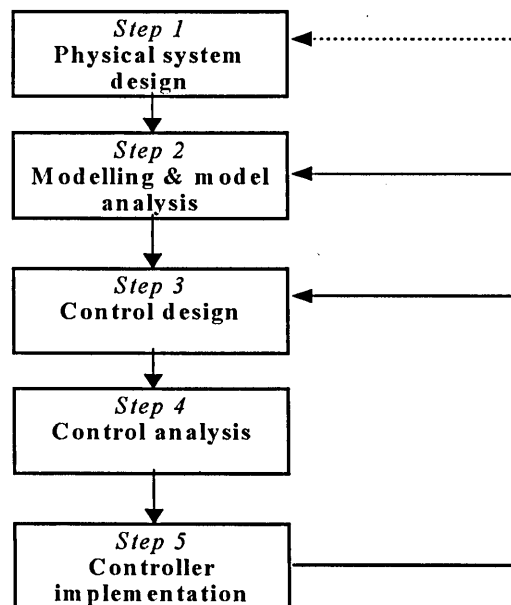 Step 1
Physical system
design
Step 2
Modelling & model
analysis
Step 3
Control design
Step 4
Control analysis
Step 5
Controller
implementation